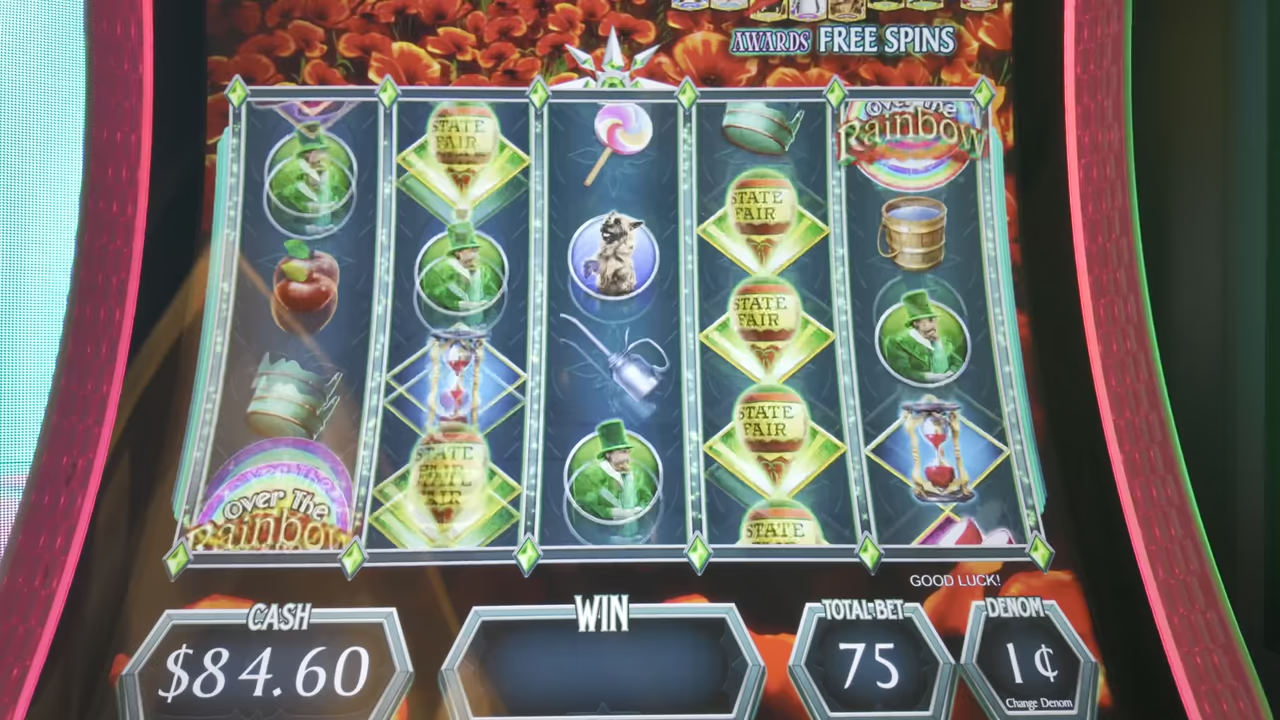 AWARDS FREE SPINS
STATE
FAIR
OVER THE
RAINBOW
STATE
FAIR
STATE
FAIR
STATE
FAIR
STATE
FAIR
OVER THE
RAINBOW
STATE
GOOD LUCK!
CASH
WIN
TOTAL BET
DENOM
$84.60
75
1¢
Change Denom